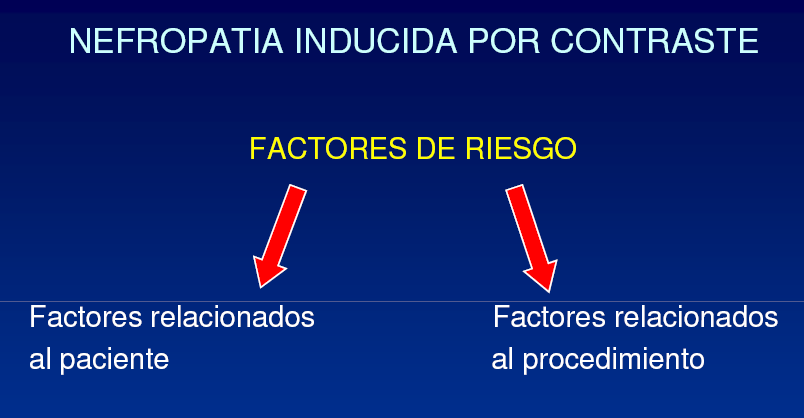 NEFROPATIA INDUCIDA POR CONTRASTE
FACTORES DE RIESGO
Factores relacionados
al paciente
Factores relacionados
al procedimiento